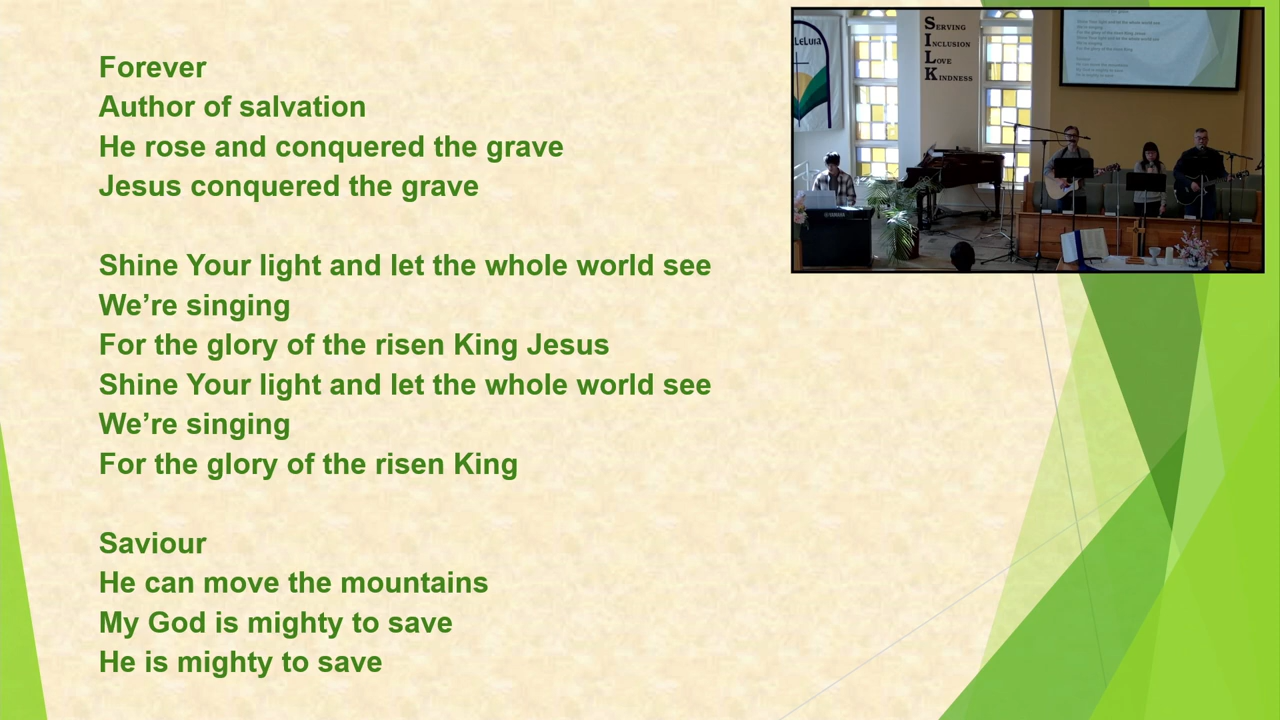 Forever
Author of salvation
He rose and conquered the grave
Jesus conquered the grave
Shine Your light and let the whole world see
We’re singing
For the glory of the risen King Jesus
Shine Your light and let the whole world see
We’re singing
For the glory of the risen King
Saviour
He can move the mountains
My God is mighty to save
He is mighty to save
SERVING
INCLUSION
LOVE
KINDNESS
YAMAHA